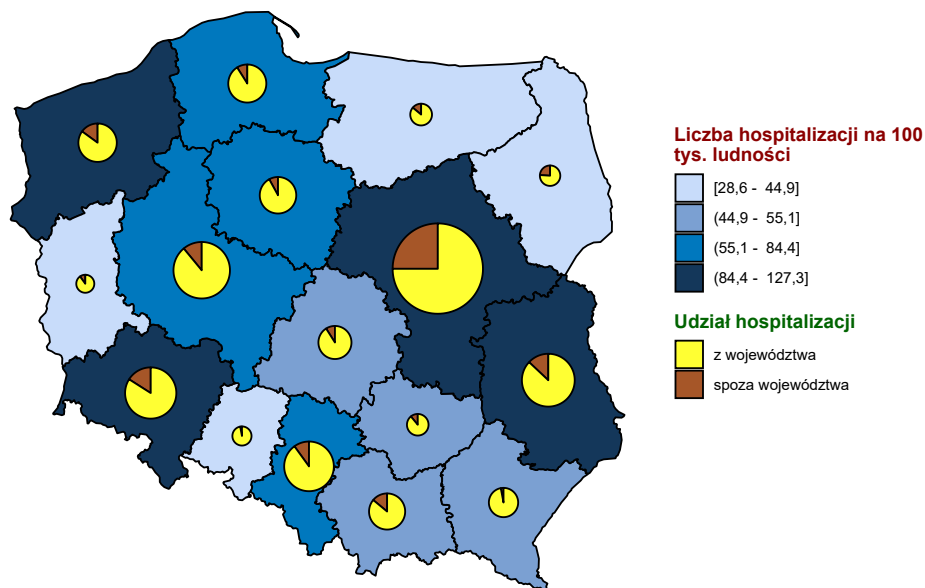 Liczba hospitalizacji na 100
tys. ludności
[28,6 - 44,9]
(44,9 - 55,1]
(55,1 - 84,4]
(84,4 - 127,3]
Udział hospitalizacji
z województwa
spoza województwa